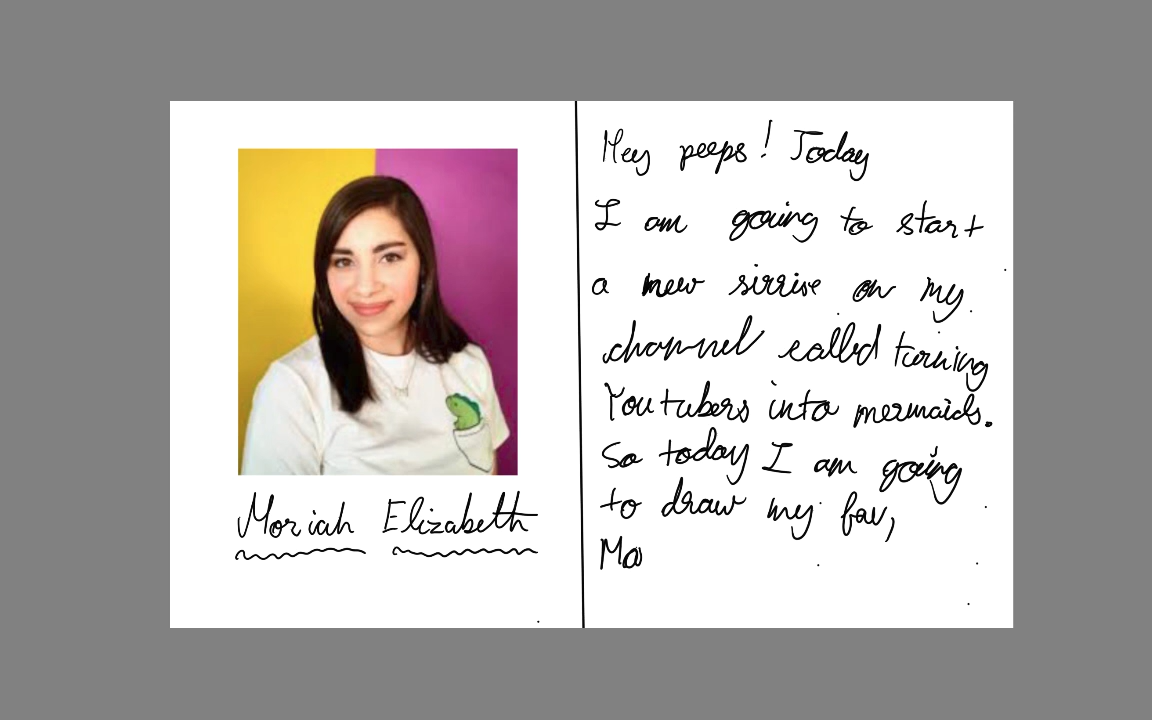 Moriah Elizabeth
Hey peeps! Today
I am going to start
a new sirrise on my
channel called turning
Youtubers into mermaids.
So today I am going
to draw my fav,
Mo